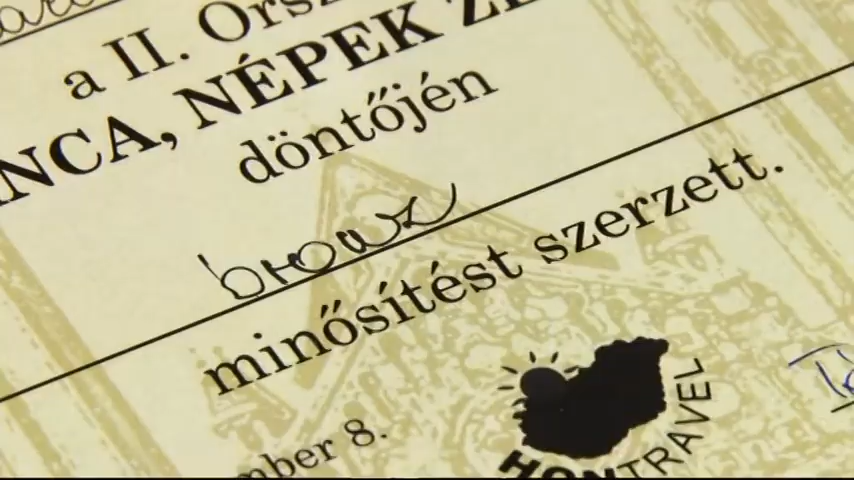 a II. Orsz
NCA, NÉPEK
döntőjén
bronz
minősítést szerzett.
mber 8.
HONTRAVEL